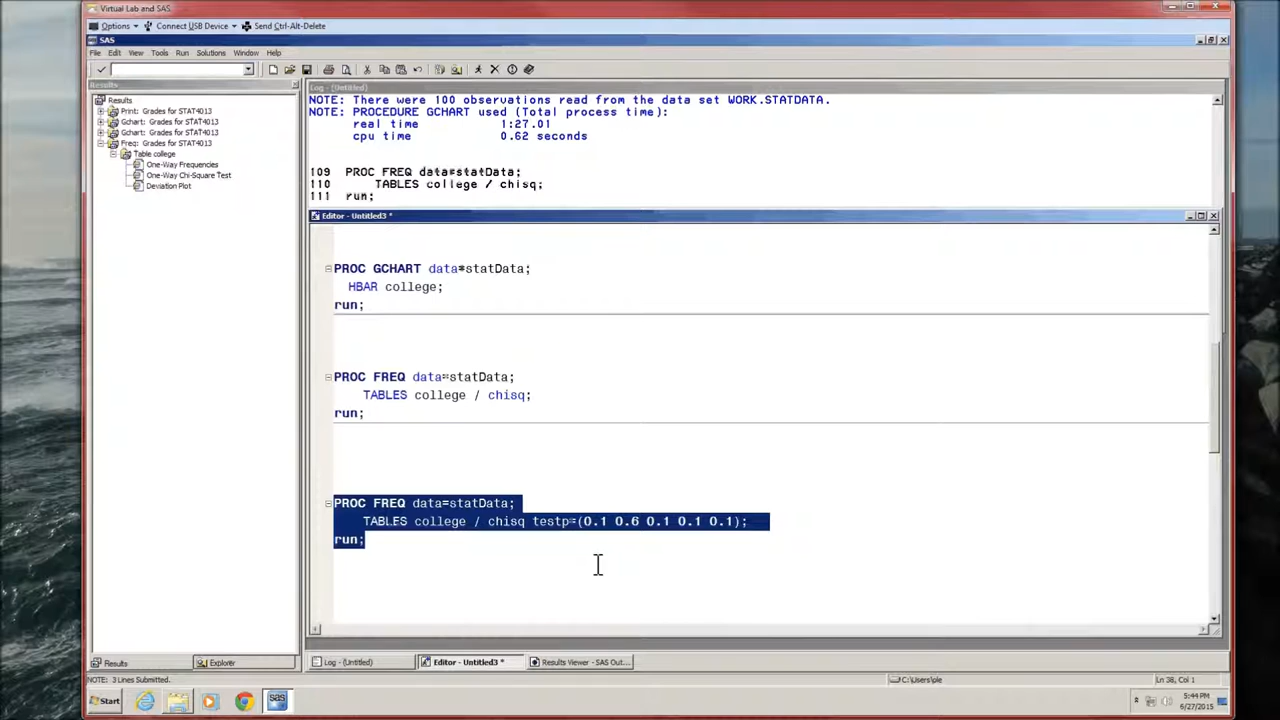 Virtual Lab and SAS
Options Connect USB Device Send Ctrl-Alt-Delete
SAS
File Edit View Tools Run Solutions Window Help
Results
Results
Print: Grades for STAT4013
Gchart: Grades for STAT4013
Gchart: Grades for STAT4013
Freq: Grades for STAT4013
Table college
One-Way Frequencies
One-Way Chi-Square Test
Deviation Plot
Log - (Untitled)
NOTE: There were 100 observations read from the data set WORK.STATDATA.
NOTE: PROCEDURE GCHART used (Total process time):
real time 1:27.01
cpu time 0.62 seconds
109 PROC FREQ data=statData;
110 TABLES college / chisq;
111 run;
Editor - Untitled3 *
PROC GCHART data=statData;
HBAR college;
run;
PROC FREQ data=statData;
TABLES college / chisq;
run;
PROC FREQ data=statData;
TABLES college / chisq testp=(0.1 0.6 0.1 0.1 0.1);
run;
Results Explorer
Log - (Untitled) Editor - Untitled3 * Results Viewer - SAS Out...
NOTE: 3 Lines Submitted. C:\Users\ple Ln 38, Col 1
Start sas 5:44 PM
6/27/2015